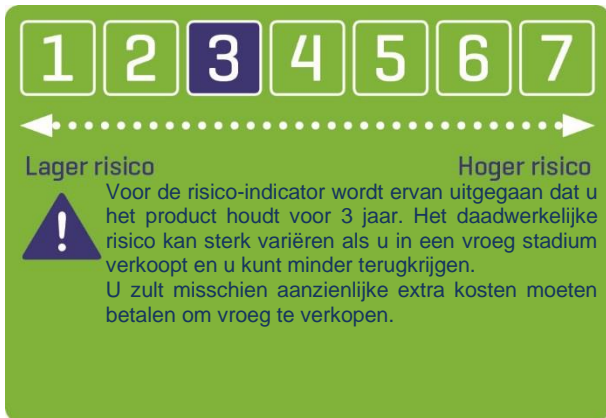 1 2 3 4 5 6 7
Lager risico Hoger risico
Voor de risico-indicator wordt ervan uitgegaan dat u
het product houdt voor 3 jaar. Het daadwerkelijke
risico kan sterk variëren als u in een vroeg stadium
verkoopt en u kunt minder terugkrijgen.
U zult misschien aanzienlijke extra kosten moeten
betalen om vroeg te verkopen.